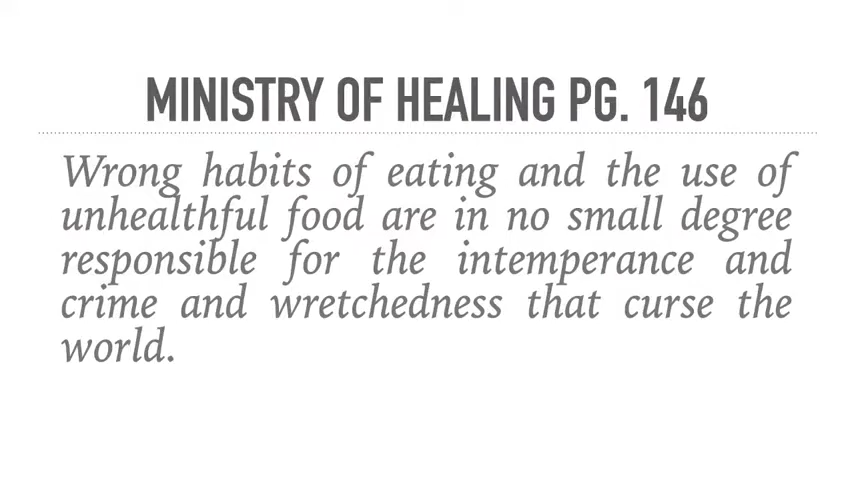 MINISTRY OF HEALING PG. 146
Wrong habits of eating and the use of
unhealthful food are in no small degree
responsible for the intemperance and
crime and wretchedness that curse the
world.